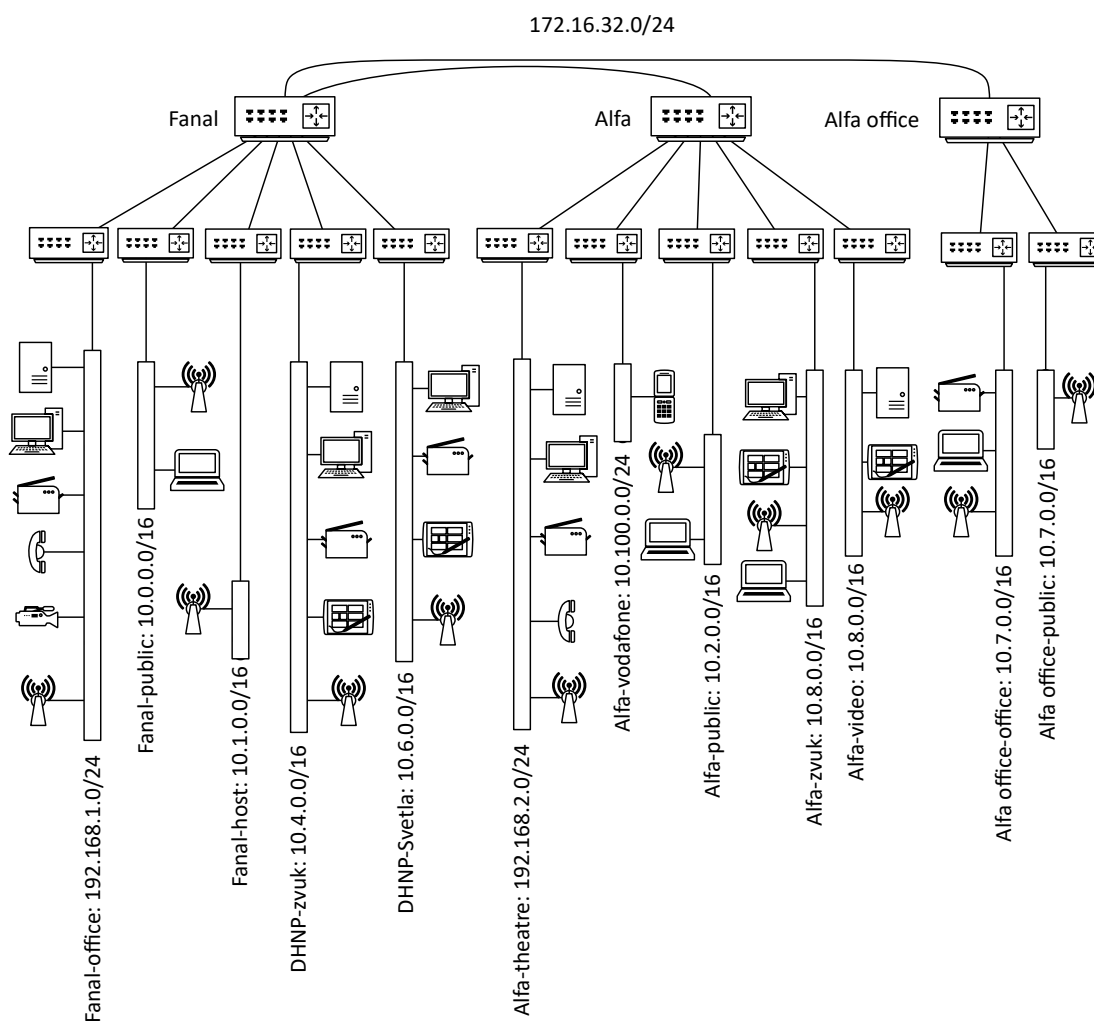 172.16.32.0/24
Fanal
Alfa
Alfa office
Fanal-office: 192.168.1.0/24
Fanal-public: 10.0.0.0/16
Fanal-host: 10.1.0.0/16
DHNP-zvuk: 10.4.0.0/16
DHNP-Svetla: 10.6.0.0/16
Alfa-theatre: 192.168.2.0/24
Alfa-vodafone: 10.100.0.0/24
Alfa-public: 10.2.0.0/16
Alfa-zvuk: 10.8.0.0/16
Alfa-video: 10.8.0.0/16
Alfa office-office: 10.7.0.0/16
Alfa office-public: 10.7.0.0/16